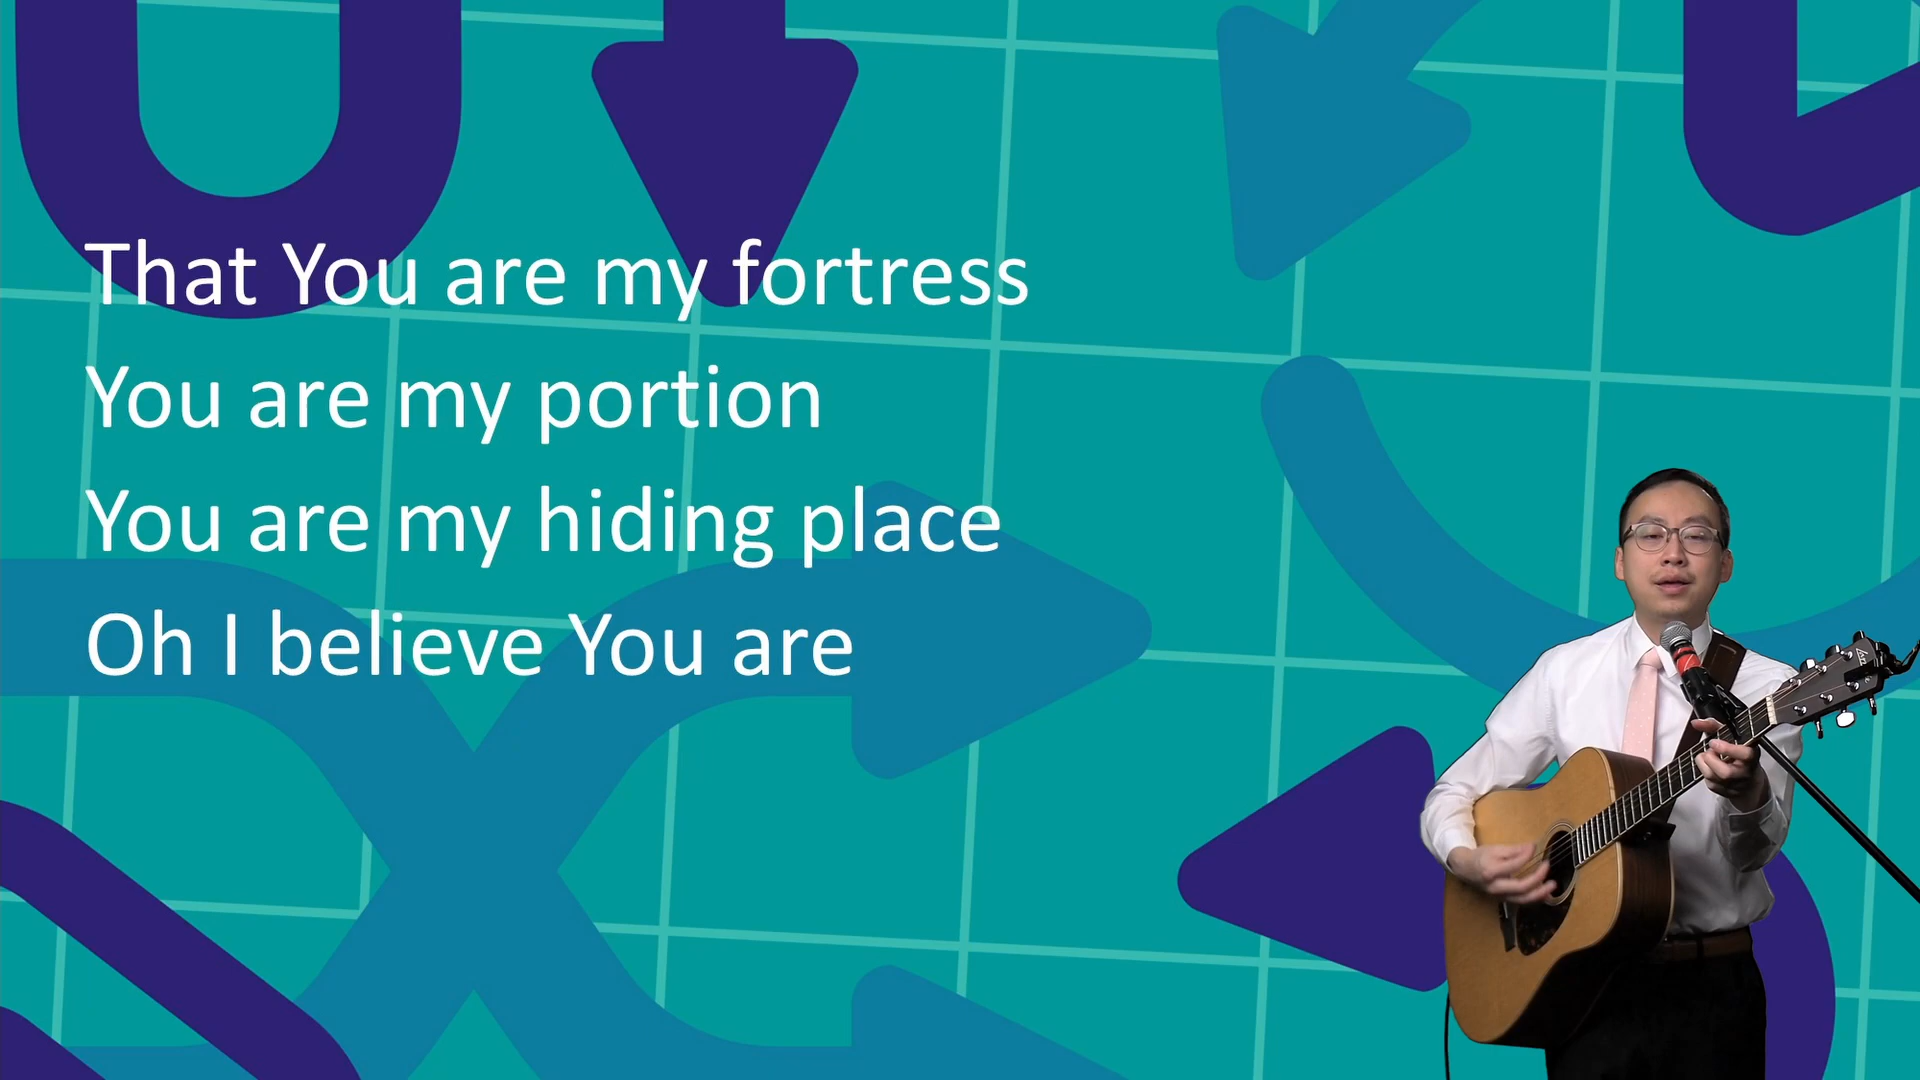 That You are my fortress
You are my portion
You are my hiding place
Oh I believe You are